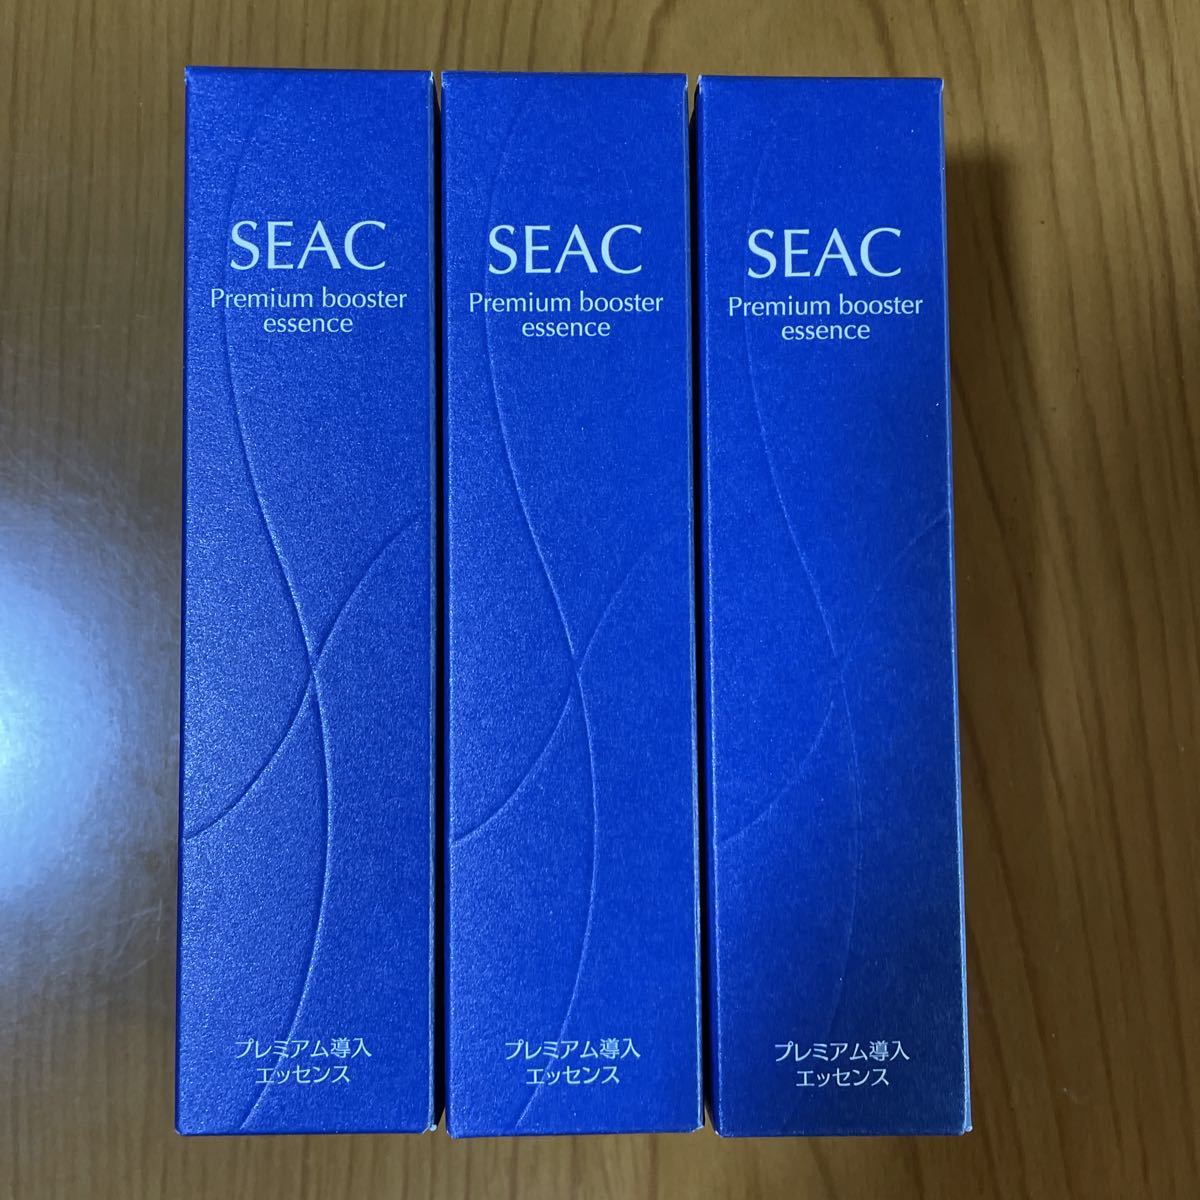 SEAC
Premium booster
essence
プレミアム導入
エッセンス
SEAC
Premium booster
essence
プレミアム導入
エッセンス
SEAC
Premium booster
essence
プレミアム導入
エッセンス